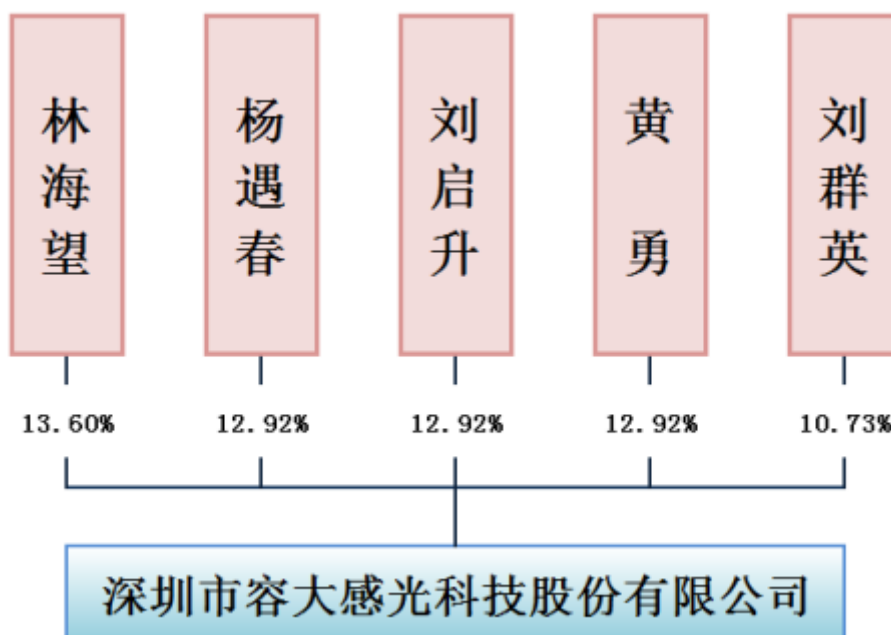 林海望
杨遇春
刘启升
黄勇
刘群英
13.60%
12.92%
12.92%
12.92%
10.73%
深圳市容大感光科技股份有限公司